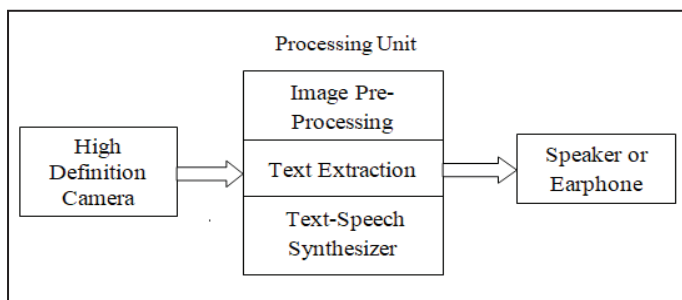 Processing Unit
Image Pre-
Processing
High
Definition
Camera
Text Extraction
Speaker or
Earphone
Text-Speech
Synthesizer